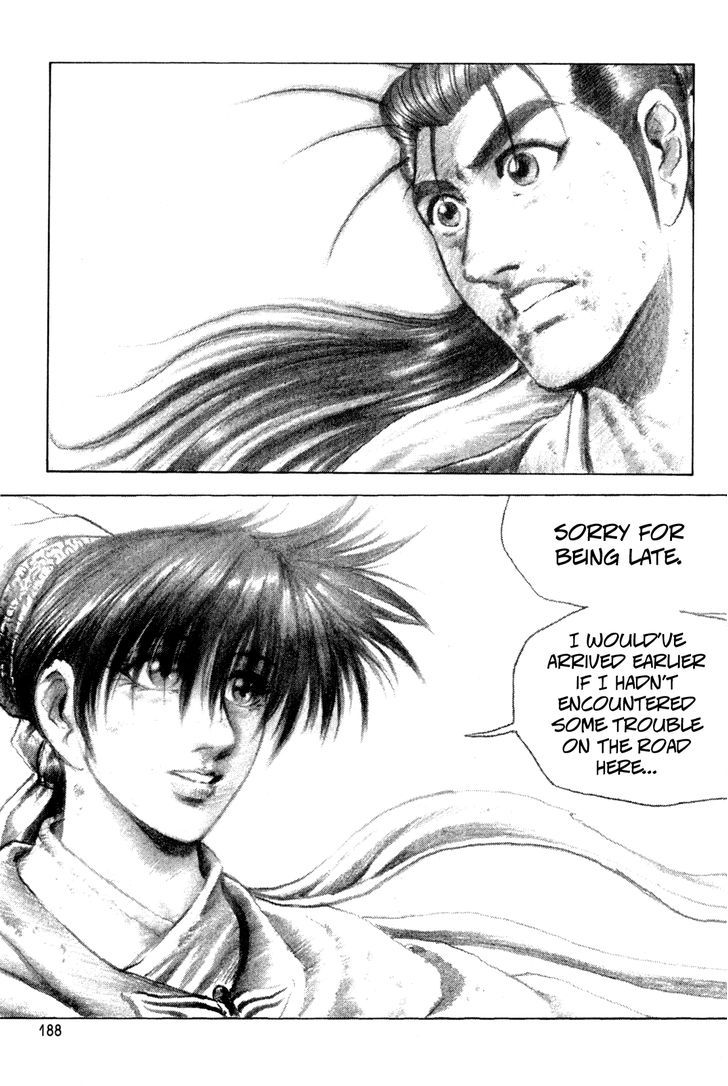 SORRY FOR
BEING LATE.
I WOULD'VE
ARRIVED EARLIER
IF I HADN'T
ENCOUNTERED
SOME TROUBLE
ON THE ROAD
HERE...
188